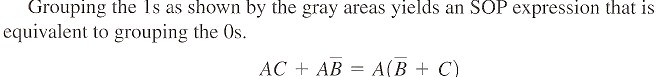 Grouping the 1s as shown by the gray areas yields an SOP expression that is
equivalent to grouping the 0s.
AC + AB̅ = A(B̅ + C)